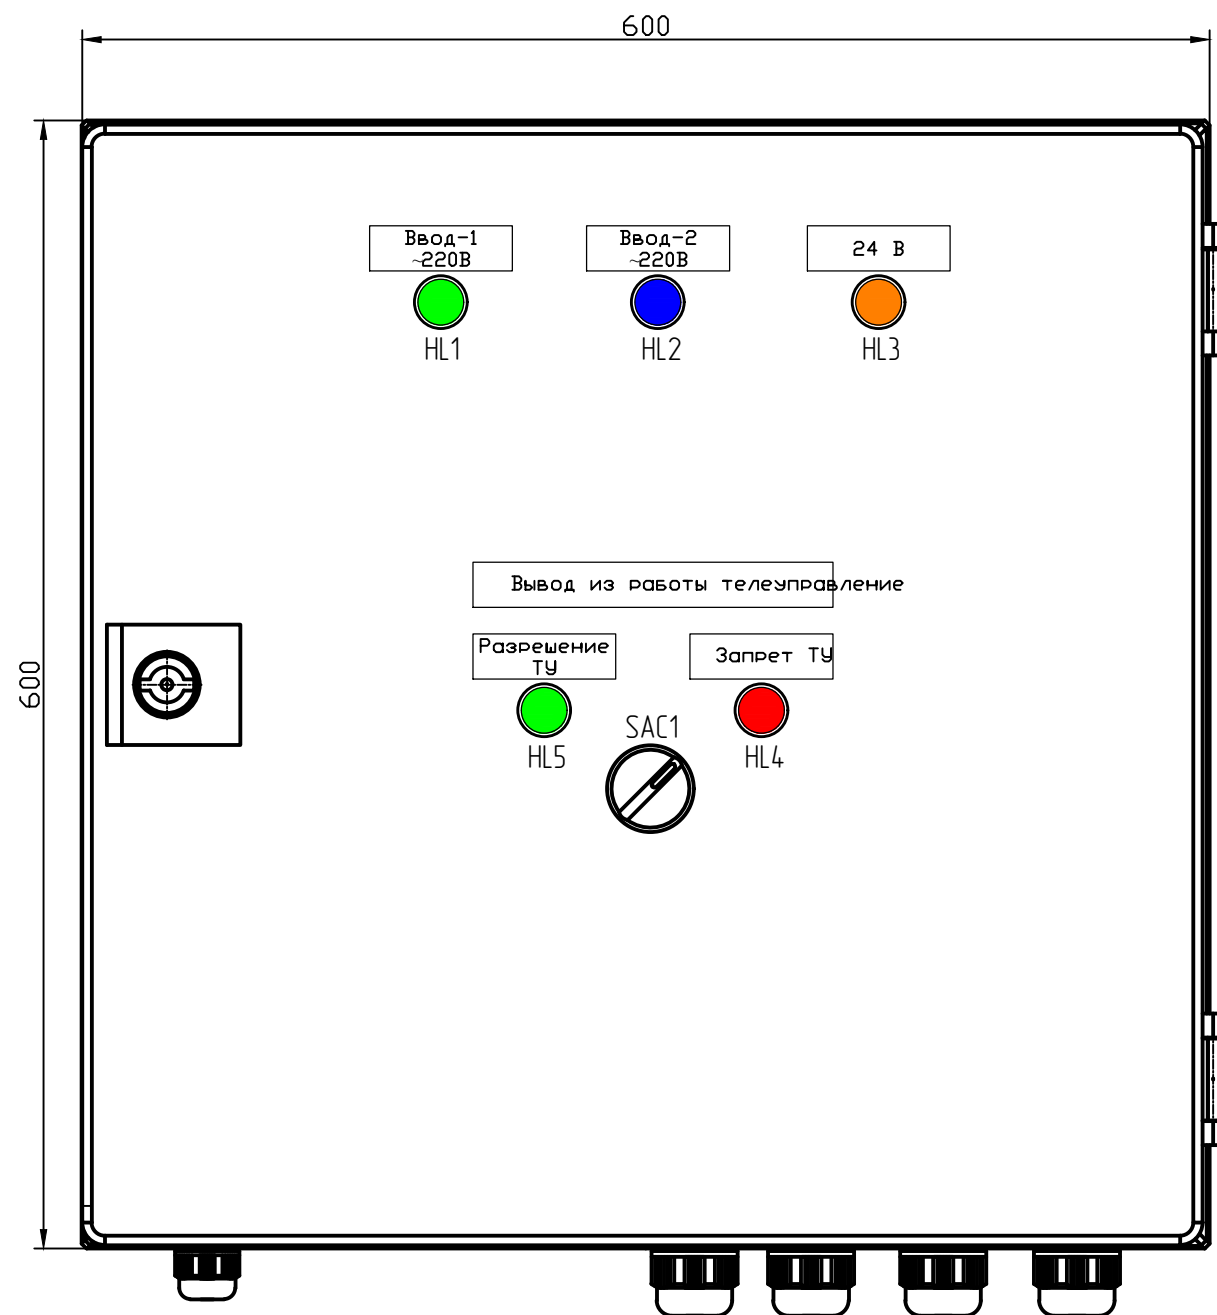 600
Ввод-1
~220В
Ввод-2
~220В
24 В
HL1
HL2
HL3
Вывод из работы телеуправление
600
Разрешение
ТУ
Запрет ТУ
SAC1
HL5
HL4